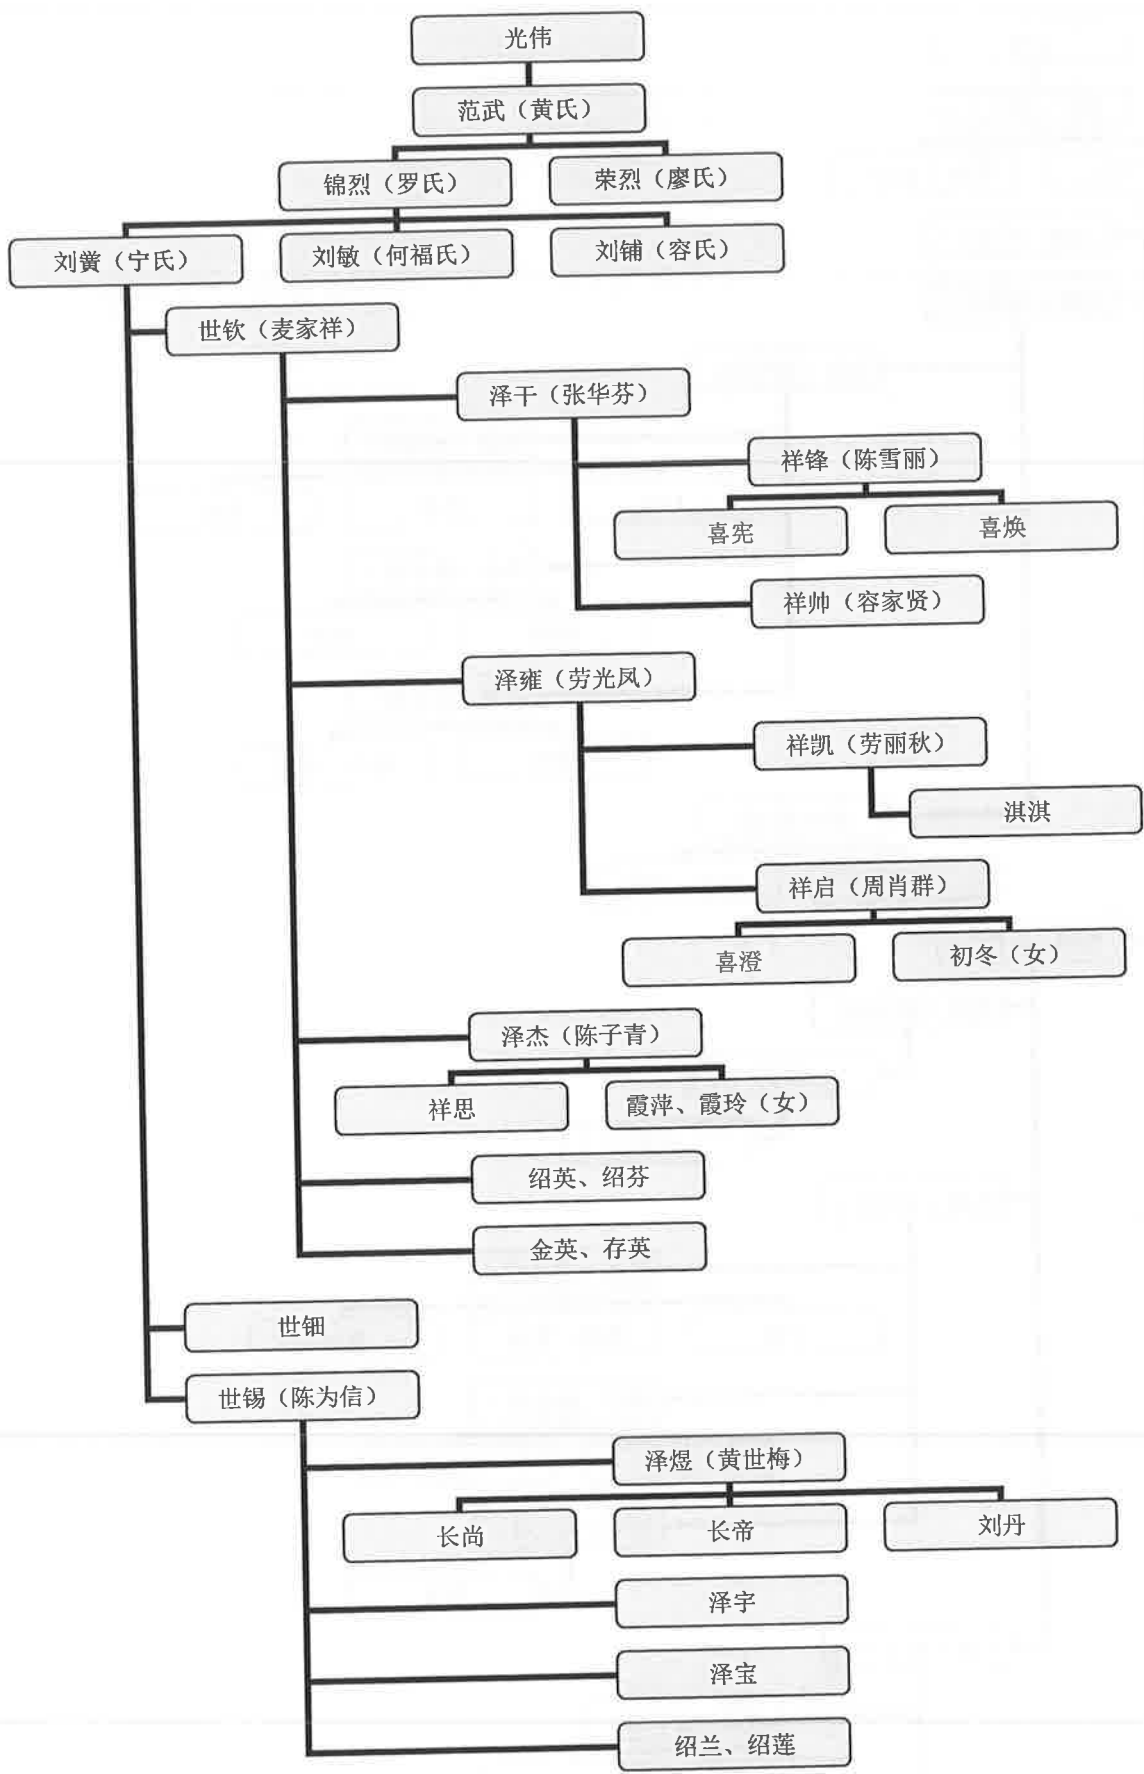 光伟
范武（黄氏）
锦烈（罗氏）
荣烈（廖氏）
刘黉（宁氏）
刘敏（何福氏）
刘铺（容氏）
世钦（麦家祥）
泽干（张华芬）
祥锋（陈雪丽）
喜宪
喜焕
祥帅（容家贤）
泽雍（劳光凤）
祥凯（劳丽秋）
淇淇
祥启（周肖群）
喜澄
初冬（女）
泽杰（陈子青）
祥思
霞萍、霞玲（女）
绍英、绍芬
金英、存英
世钿
世锡（陈为信）
泽煜（黄世梅）
长尚
长帝
刘丹
泽宇
泽宝
绍兰、绍莲